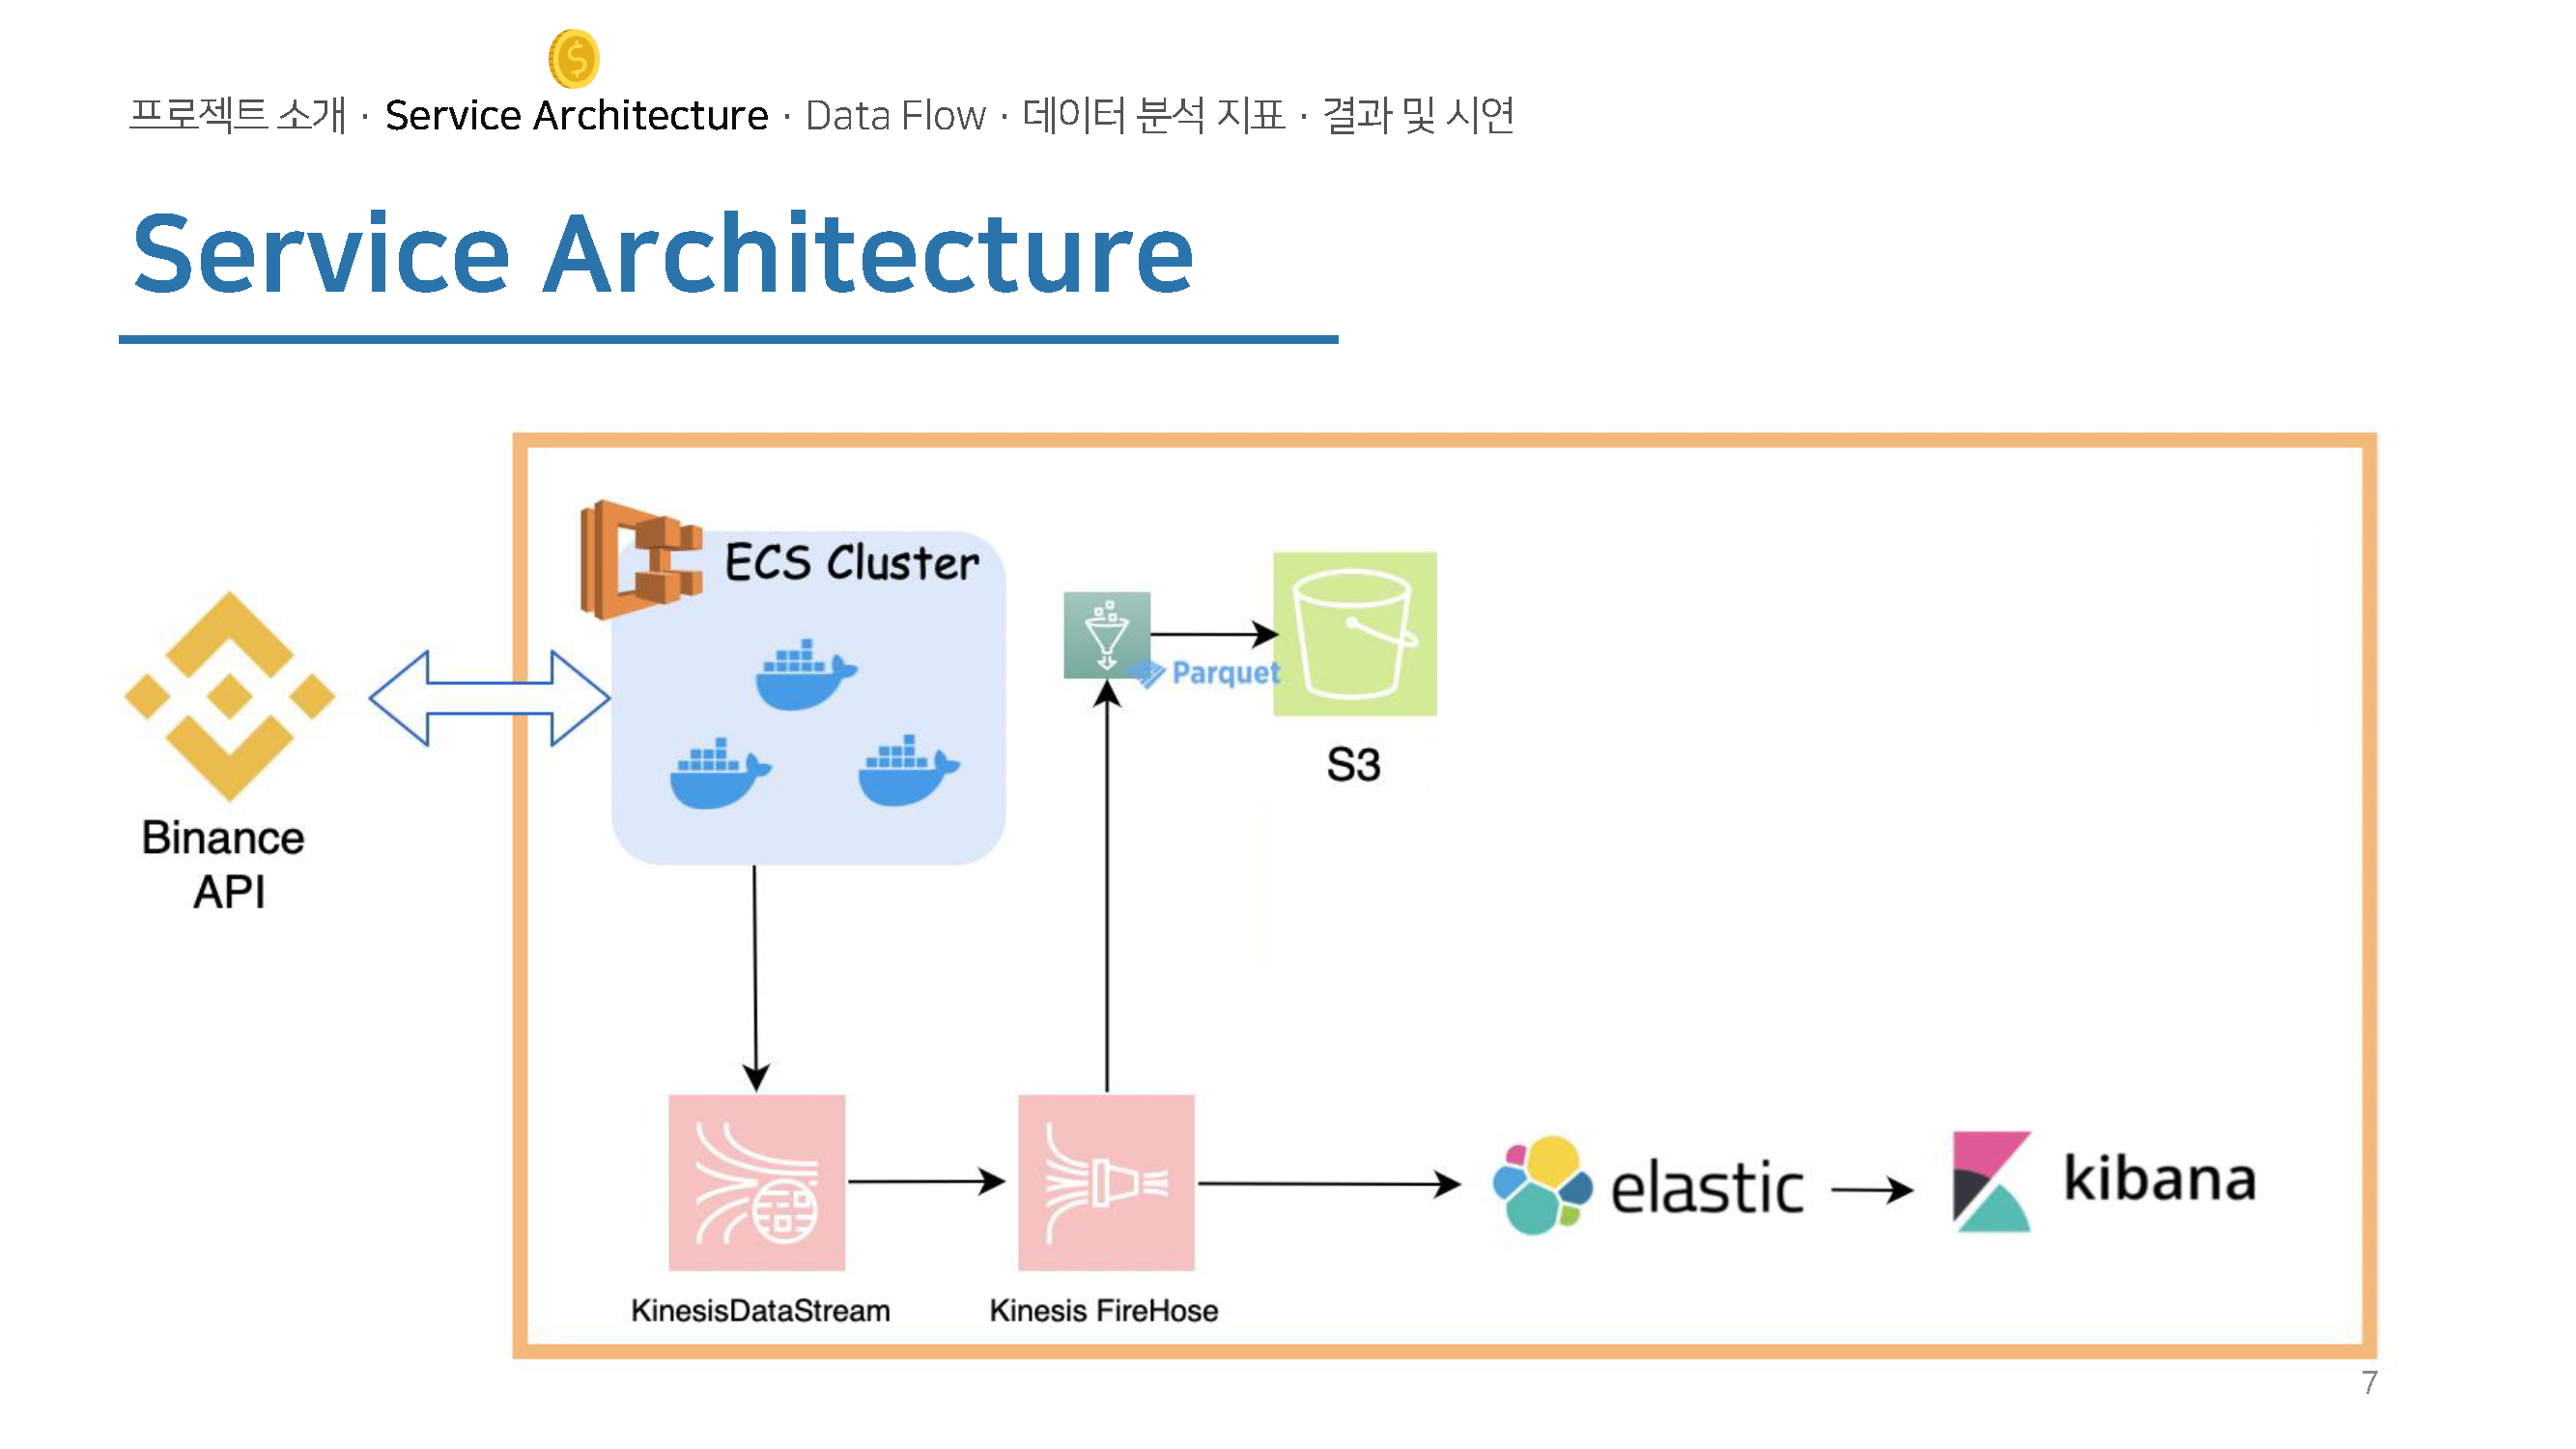 프로젝트 소개 · Service Architecture · Data Flow · 데이터 분석 지표 · 결과 및 시연
Service Architecture
ECS Cluster
Parquet
S3
Binance
API
elastic
kibana
KinesisDataStream
Kinesis FireHose
7